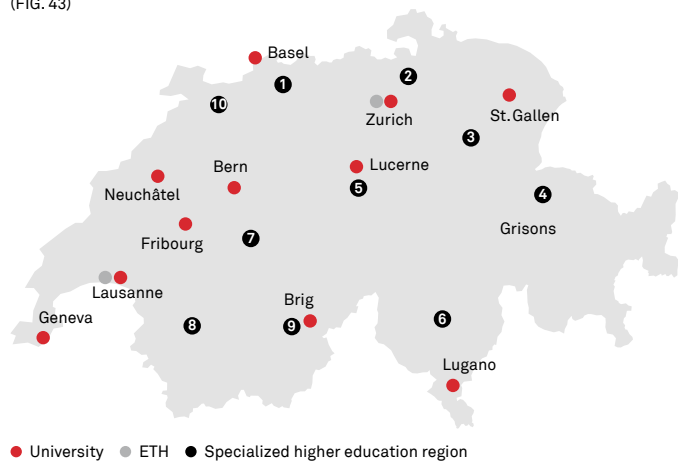 (FIG. 43)
Basel
1
2
10
Zurich
St. Gallen
3
Bern
Lucerne
Neuchâtel
5
4
Grisons
Fribourg
7
Lausanne
Brig
Geneva
8
9
6
Lugano
University ETH Specialized higher education region